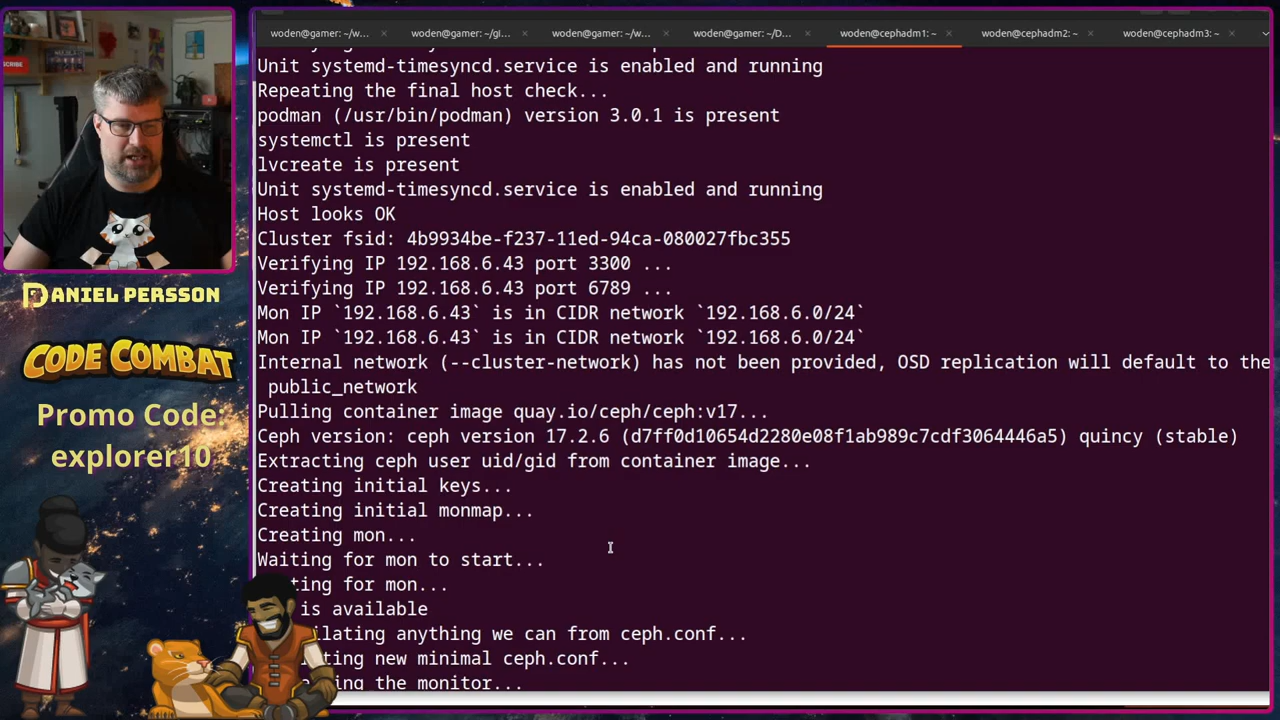 woden@gamer: ~/w...
woden@gamer: ~/gi...
woden@gamer: ~/w...
woden@gamer: ~/D...
woden@cephadm1: ~
woden@cephadm2: ~
woden@cephadm3: ~
Unit systemd-timesyncd.service is enabled and running
Repeating the final host check...
podman (/usr/bin/podman) version 3.0.1 is present
systemctl is present
lvcreate is present
Unit systemd-timesyncd.service is enabled and running
Host looks OK
Cluster fsid: 4b9934be-f237-11ed-94ca-080027fbc355
Verifying IP 192.168.6.43 port 3300 ...
Verifying IP 192.168.6.43 port 6789 ...
Mon IP `192.168.6.43` is in CIDR network `192.168.6.0/24`
Mon IP `192.168.6.43` is in CIDR network `192.168.6.0/24`
Internal network (--cluster-network) has not been provided, OSD replication will default to the
public_network
Pulling container image quay.io/ceph/ceph:v17...
Ceph version: ceph version 17.2.6 (d7ff0d10654d2280e08f1ab989c7cdf3064446a5) quincy (stable)
Extracting ceph user uid/gid from container image...
Creating initial keys...
Creating initial monmap...
Creating mon...
Waiting for mon to start...
ting for mon...
is available
ilating anything we can from ceph.conf...
ting new minimal ceph.conf...
ing the monitor...
SCRIBE
DANIEL PERSSON
CODE COMBAT
Promo Code:
explorer10